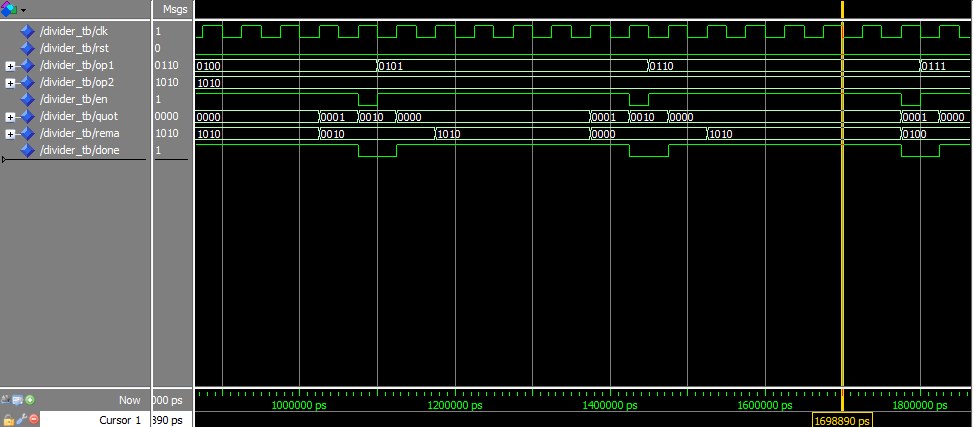 Msgs
/divider_tb/clk 1
/divider_tb/rst 0
/divider_tb/op1 0110 0100 0101 0110 0111
/divider_tb/op2 1010 1010
/divider_tb/en 1
/divider_tb/quot 0000 0000 0001 0010 0000 0001 0010 0000 0001 0000
/divider_tb/rema 1010 1010 0010 1010 0000 1010 0100
/divider_tb/done 1
Now 000 ps 1000000 ps 1200000 ps 1400000 ps 1600000 ps 1800000 ps
Cursor 1 390 ps 1698890 ps